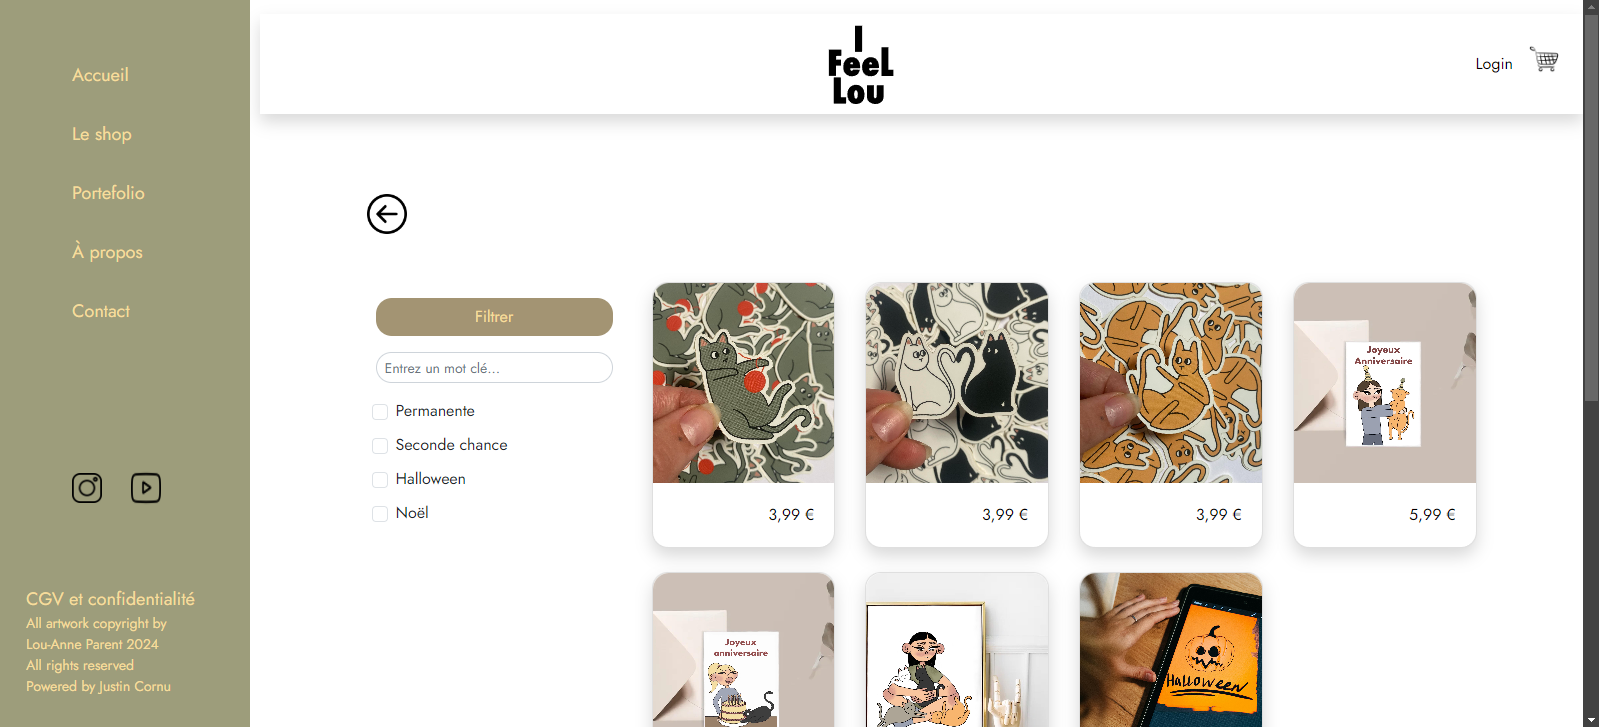 Accueil
Le shop
Portefolio
À propos
Contact
CGV et confidentialité
All artwork copyright by
Lou-Anne Parent 2024
All rights reserved
Powered by Justin Cornu
I
FeeL
Lou
Login
Filtrer
Entrez un mot clé...
Permanente
Seconde chance
Halloween
Noël
3,99 €
3,99 €
3,99 €
Joyeux
Anniversaire
5,99 €
Joyeux
anniversaire
Halloween